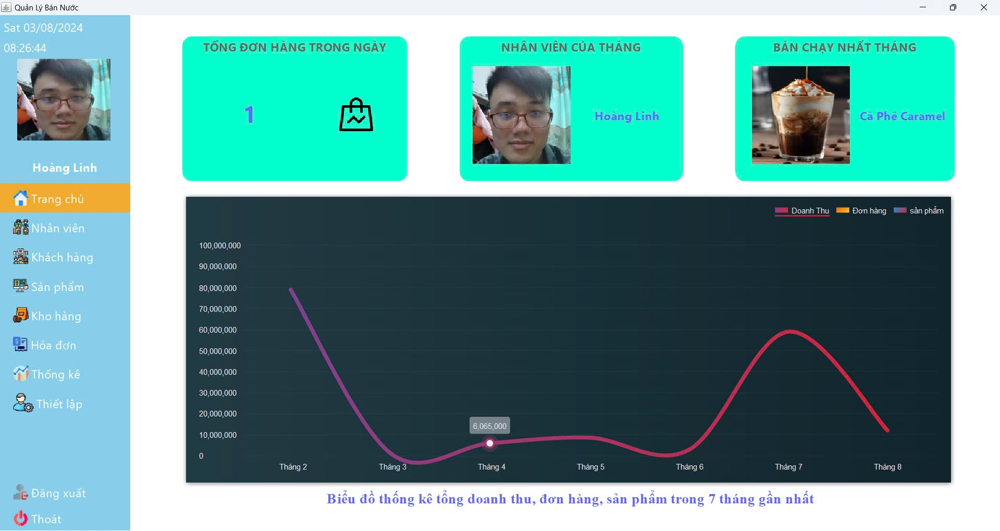 Quản Lý Bán Nước
Sat 03/08/2024
08:26:44
Hoàng Linh
Trang chủ
Nhân viên
Khách hàng
Sản phẩm
Kho hàng
Hóa đơn
Thống kê
Thiết lập
Đăng xuất
Thoát
TỔNG ĐƠN HÀNG TRONG NGÀY
1
NHÂN VIÊN CỦA THÁNG
Hoàng Linh
BÁN CHẠY NHẤT THÁNG
Cà Phê Caramel
Doanh Thu Đơn hàng sản phẩm
100,000,000
90,000,000
80,000,000
70,000,000
60,000,000
50,000,000
40,000,000
30,000,000
20,000,000
10,000,000
0
6,065,000
Tháng 2 Tháng 3 Tháng 4 Tháng 5 Tháng 6 Tháng 7 Tháng 8
Biểu đồ thống kê tổng doanh thu, đơn hàng, sản phẩm trong 7 tháng gần nhất